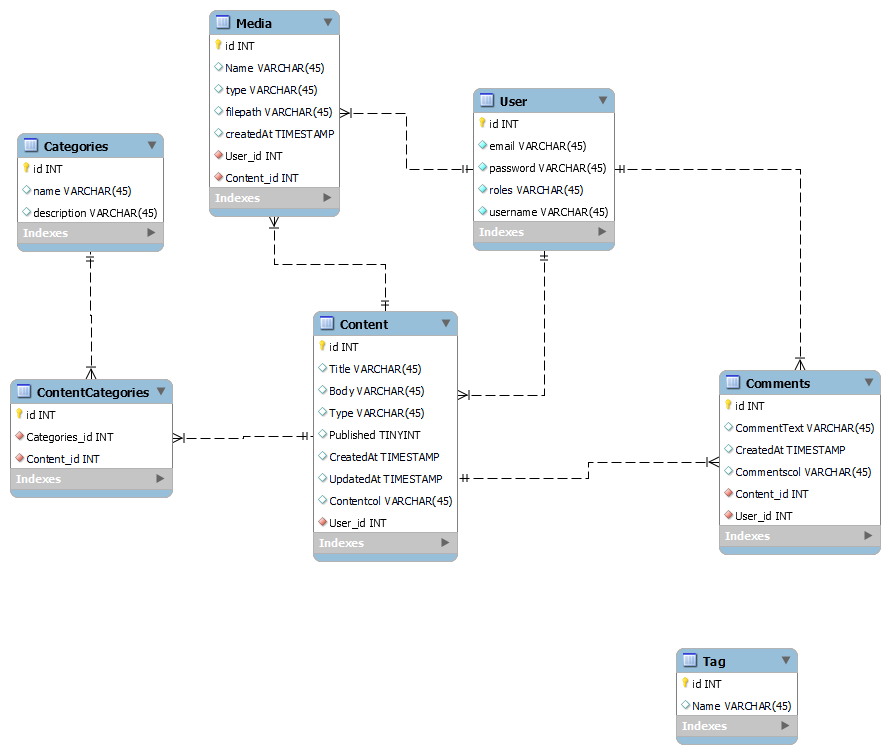 Media
id INT
Name VARCHAR(45)
type VARCHAR(45)
filepath VARCHAR(45)
createdAt TIMESTAMP
User_id INT
Content_id INT
Indexes
User
id INT
email VARCHAR(45)
password VARCHAR(45)
roles VARCHAR(45)
username VARCHAR(45)
Indexes
Categories
id INT
name VARCHAR(45)
description VARCHAR(45)
Indexes
Content
id INT
Title VARCHAR(45)
Body VARCHAR(45)
Type VARCHAR(45)
Published TINYINT
CreatedAt TIMESTAMP
UpdatedAt TIMESTAMP
Contentcol VARCHAR(45)
User_id INT
Indexes
ContentCategories
id INT
Categories_id INT
Content_id INT
Indexes
Comments
id INT
CommentText VARCHAR(45)
CreatedAt TIMESTAMP
Commentscol VARCHAR(45)
Content_id INT
User_id INT
Indexes
Tag
id INT
Name VARCHAR(45)
Indexes